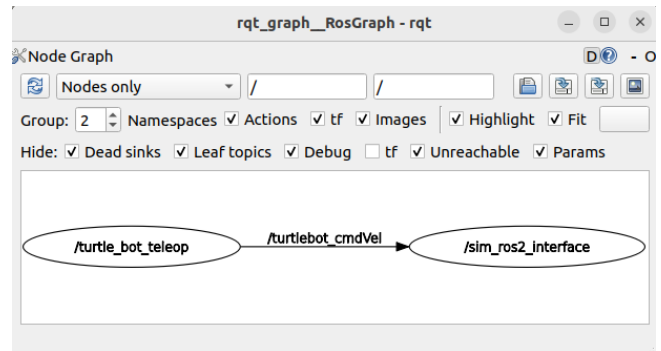 rqt_graph__RosGraph - rqt
Node Graph D - O
Nodes only / /
Group: 2 Namespaces Actions tf Images Highlight Fit
Hide: Dead sinks Leaf topics Debug tf Unreachable Params
/turtle_bot_teleop /turtlebot_cmdVel /sim_ros2_interface